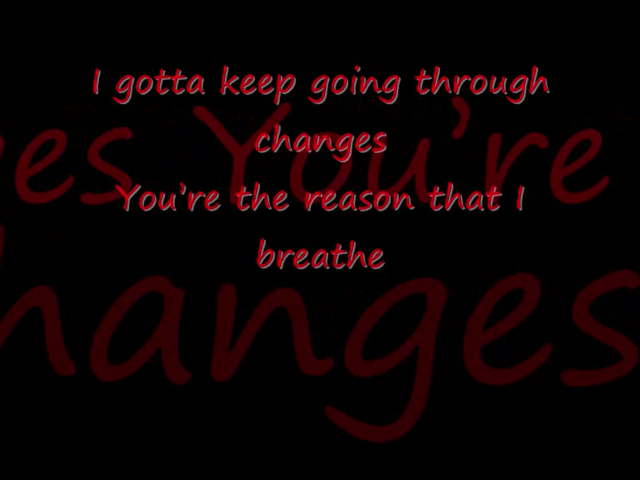 I gotta keep going through
changes
You're the reason that I
breathe
es You're
hanges